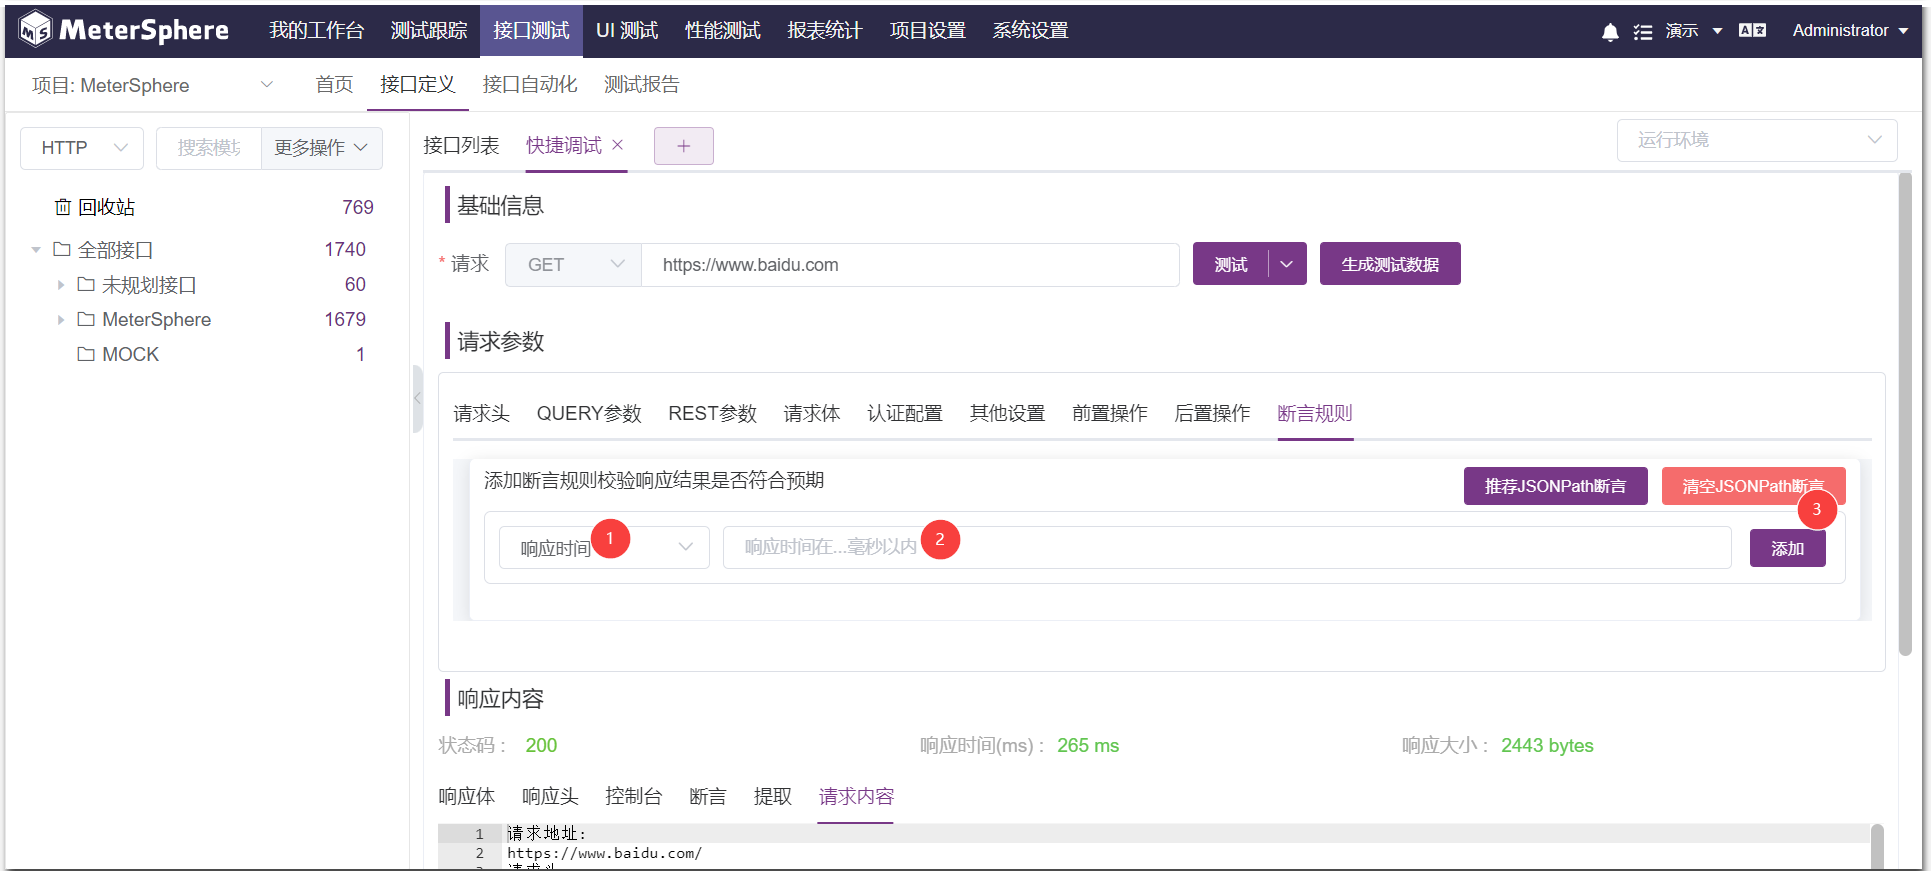 MeterSphere 我的工作台 测试跟踪 接口测试 UI 测试 性能测试 报表统计 项目设置 系统设置 演示 Administrator
项目: MeterSphere 首页 接口定义 接口自动化 测试报告
HTTP 搜索模块 更多操作
接口列表 快捷调试 × +
运行环境
回收站 769
全部接口 1740
未规划接口 60
MeterSphere 1679
MOCK 1
基础信息
* 请求 GET https://www.baidu.com 测试 生成测试数据
请求参数
请求头 QUERY参数 REST参数 请求体 认证配置 其他设置 前置操作 后置操作 断言规则
添加断言规则校验响应结果是否符合预期 推荐JSONPath断言 清空JSONPath断言
3
响应时间 1 响应时间在...毫秒以内 2 添加
响应内容
状态码 : 200 响应时间(ms) : 265 ms 响应大小 : 2443 bytes
响应体 响应头 控制台 断言 提取 请求内容
1 请求地址:
2 https://www.baidu.com/